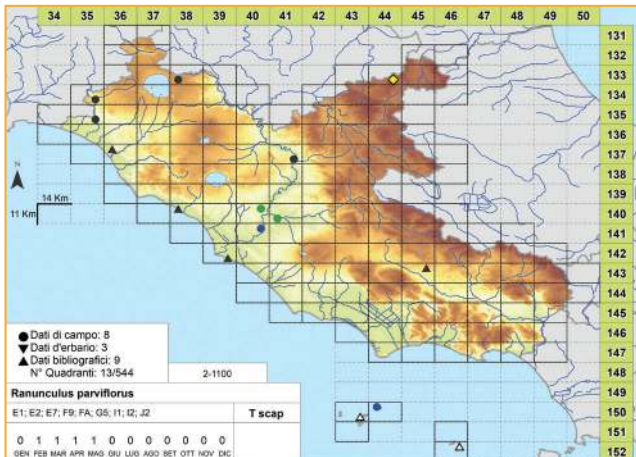 34 35 36 37 38 39 40 41 42 43 44 45 46 47 48 49 50
131
132
133
134
135
136
137
138
139
140
141
142
143
144
145
146
147
148
149
150
151
152
N
14 Km
11 Km
Dati di campo: 8
Dati d'erbario: 3
Dati bibliografici: 9
N° Quadranti: 13/544
2-1100
Ranunculus parviflorus
E1; E2; E7; F9; FA; G5; I1; I2; J2
T scap
0 1 1 1 1 0 0 0 0 0 0 0
GEN FEB MAR APR MAG GIU LUG AGO SET OTT NOV DIC